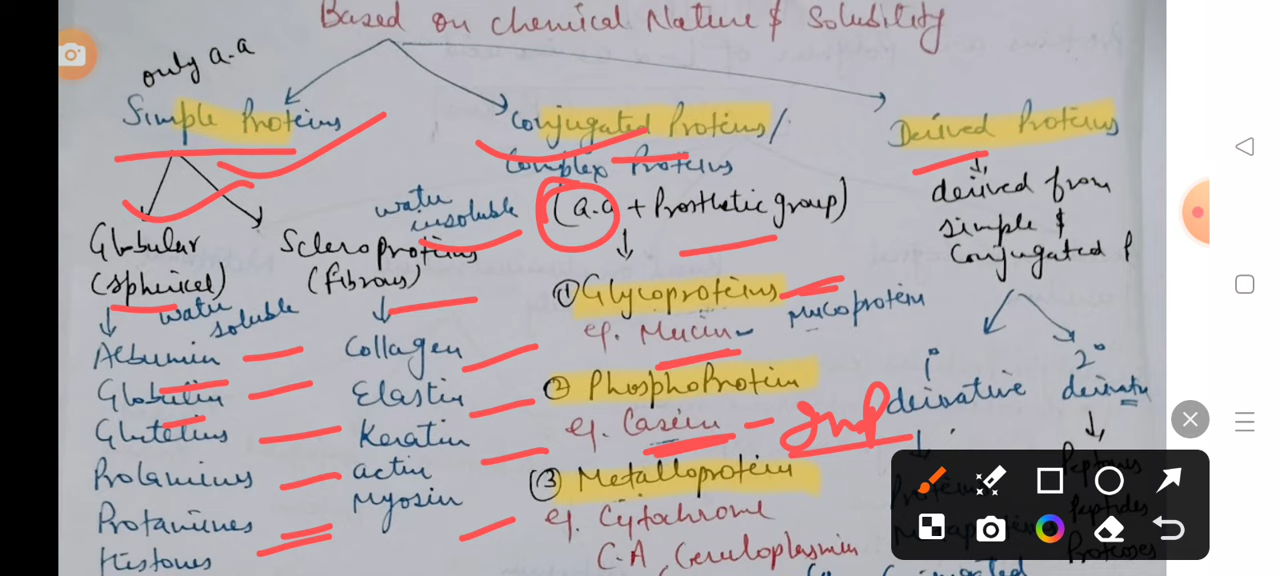 Based on chemical Nature & Solubility
only a.a
Simple Proteins
Conjugated Proteins/
Complex Proteins
(a.a + Prosthetic group)
Derived Proteins
derived from
simple &
Conjugated P
Globular
(spherical)
water
soluble
Albumin
Globulin
Glutelins
Prolamines
Protamines
Histones
Scleroproteins
(fibrous)
water
insoluble
Collagen
Elastin
Keratin
actin
Myosin
① Glycoproteins
eg. Mucin - Mucoprotein
② PhosphoProtein
eg. Casein - Imp
(3) Metalloprotein
eg. Cytochrome
C.A, Ceruloplasmin
1°
derivative
2°
Peptones
Peptides
Proteoses